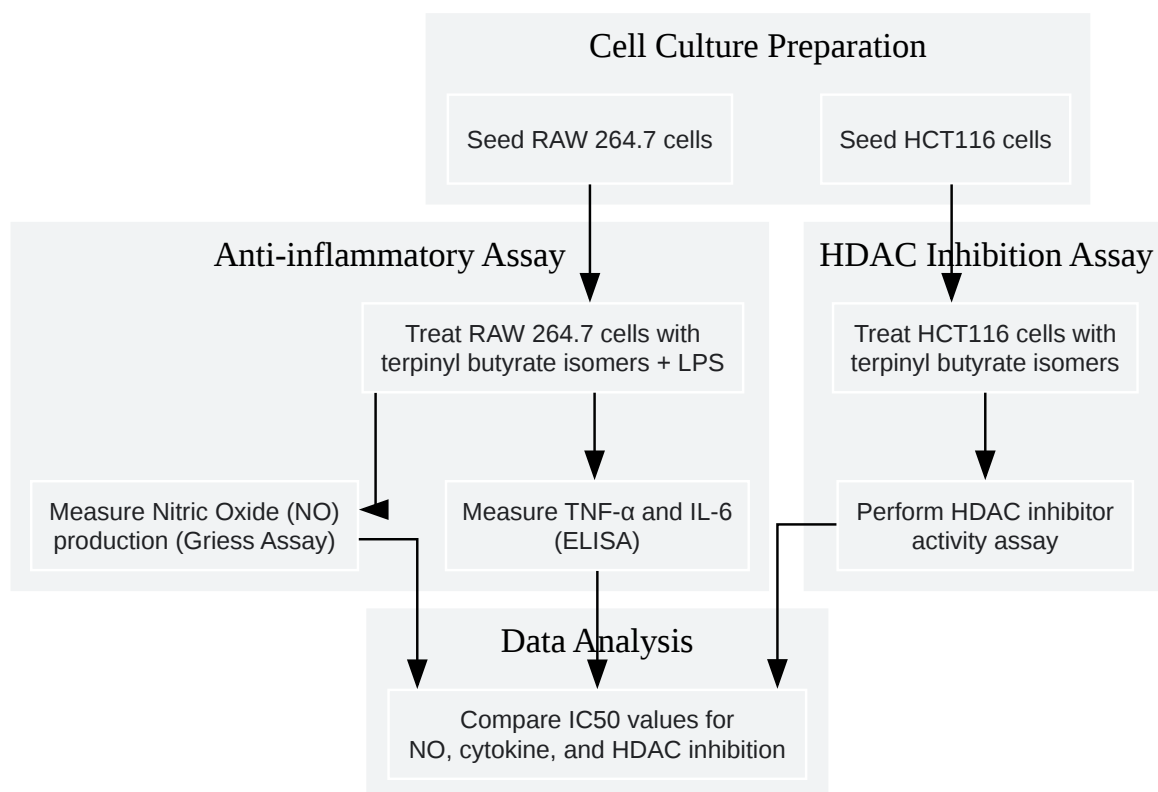 Cell Culture Preparation
Seed RAW 264.7 cells
Seed HCT116 cells
Anti-inflammatory Assay
HDAC Inhibition Assay
Treat RAW 264.7 cells with
terpinyl butyrate isomers + LPS
Treat HCT116 cells with
terpinyl butyrate isomers
Measure Nitric Oxide (NO)
production (Griess Assay)
Measure TNF-α and IL-6
(ELISA)
Perform HDAC inhibitor
activity assay
Data Analysis
Compare IC50 values for
NO, cytokine, and HDAC inhibition